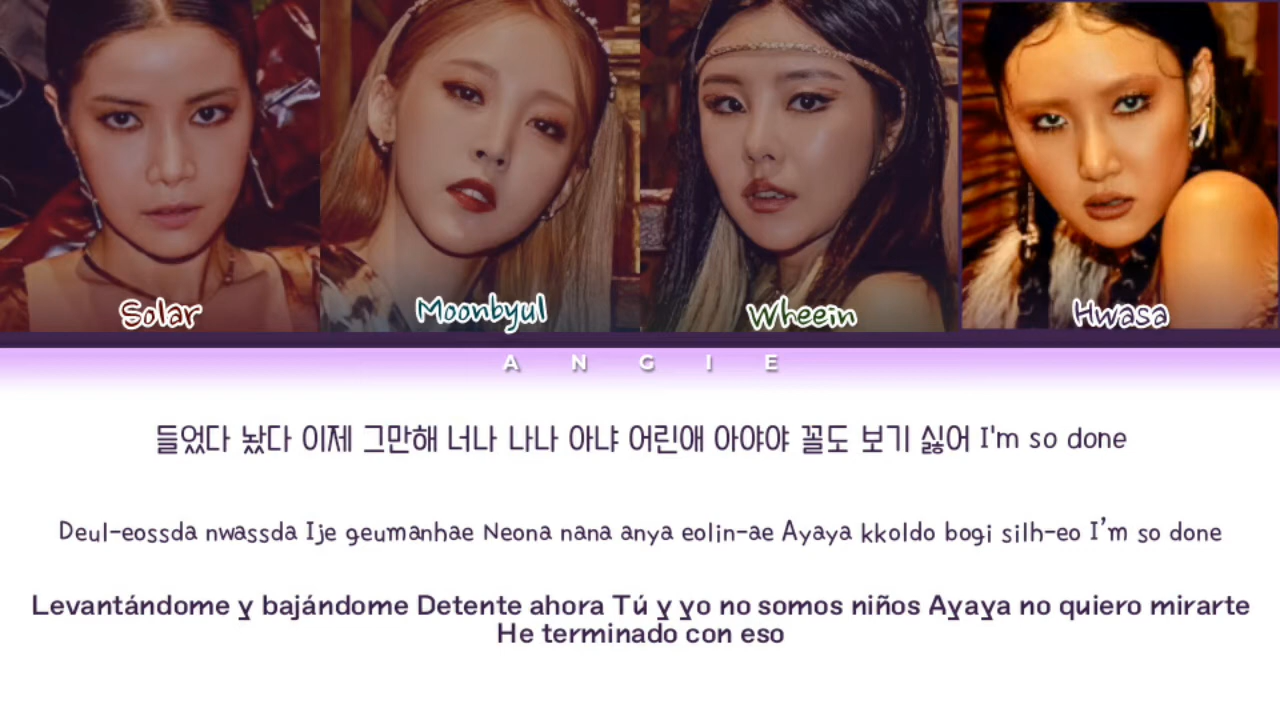 Solar
Moonbyul
Wheein
Hwasa
A N G I E
들었다 놨다 이제 그만해 너나 나나 아냐 어린애 아야야 꼴도 보기 싫어 I'm so done
Deul-eossda nwassda Ije geumanhae Neona nana anya eolin-ae Ayaya kkoldo bogi silh-eo I'm so done
Levantándome y bajándome Detente ahora Tú y yo no somos niños Ayaya no quiero mirarte
He terminado con eso